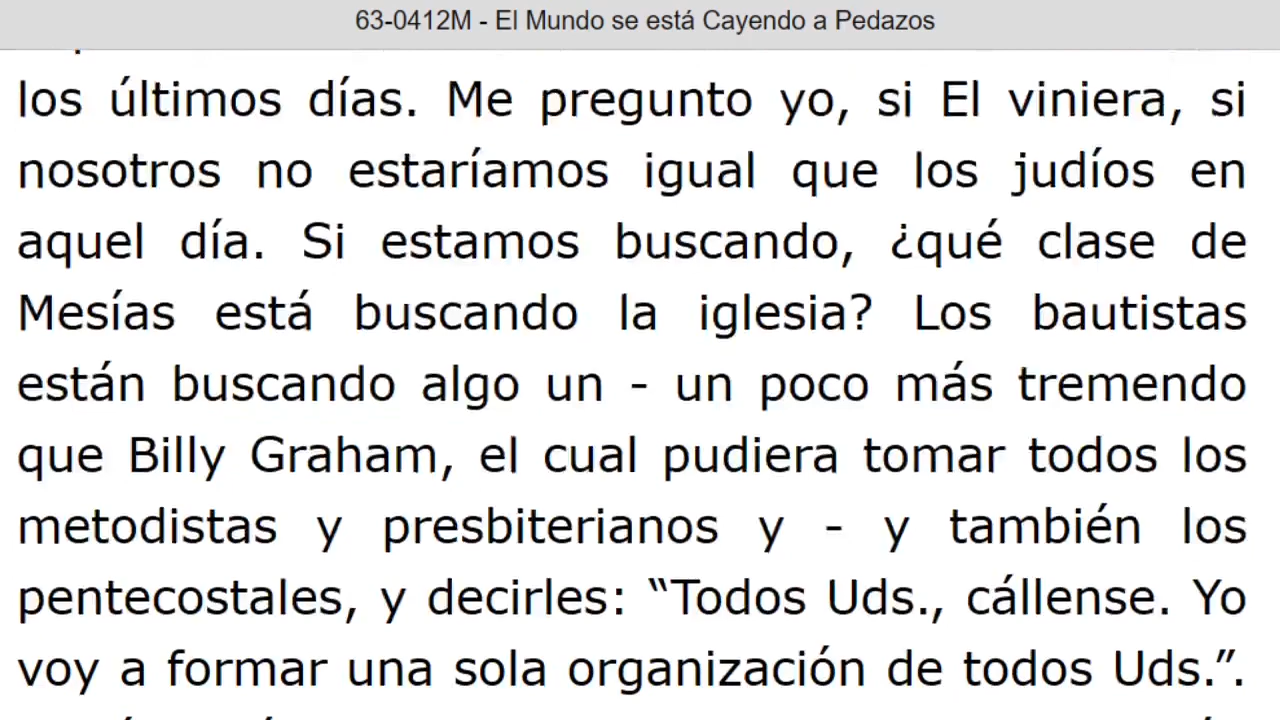 63-0412M - El Mundo se está Cayendo a Pedazos
los últimos días. Me pregunto yo, si El viniera, si
nosotros no estaríamos igual que los judíos en
aquel día. Si estamos buscando, ¿qué clase de
Mesías está buscando la iglesia? Los bautistas
están buscando algo un - un poco más tremendo
que Billy Graham, el cual pudiera tomar todos los
metodistas y presbiterianos y - y también los
pentecostales, y decirles: “Todos Uds., cállense. Yo
voy a formar una sola organización de todos Uds.”.